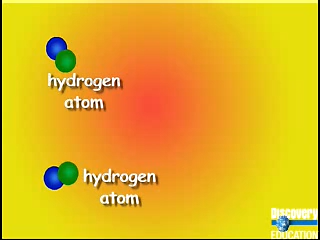 hydrogen
atom
hydrogen
atom
Discovery
EDUCATION